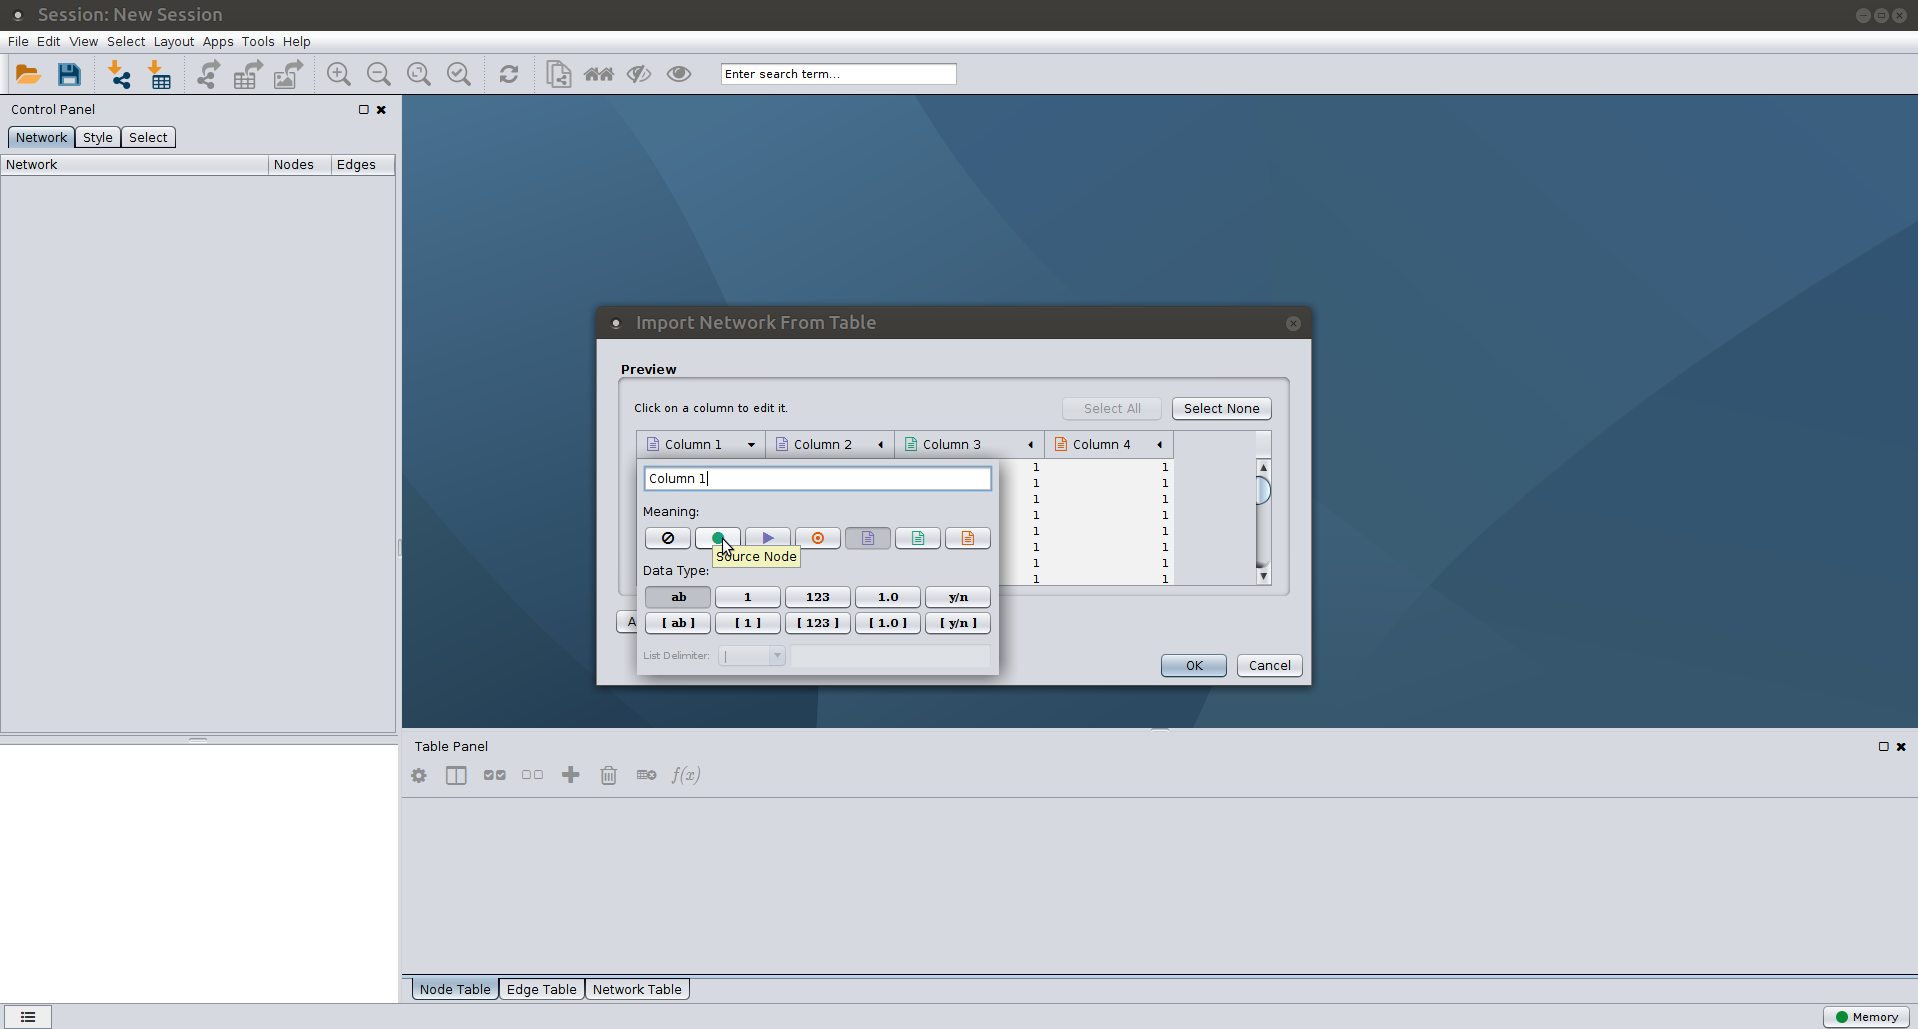 Session: New Session
File Edit View Select Layout Apps Tools Help
Enter search term...
Control Panel
Network Style Select
Network Nodes Edges
Import Network From Table
Preview
Click on a column to edit it.
Select All Select None
Column 1 Column 2 Column 3 Column 4
1 1
Column 1
1 1
1 1
Meaning:
1 1
1 1
1 1
Source Node
1 1
Data Type:
1 1
ab 1 123 1.0 y/n
A
[ ab ] [ 1 ] [ 123 ] [ 1.0 ] [ y/n ]
List Delimiter: |
OK Cancel
Table Panel
f(x)
Node Table Edge Table Network Table
Memory